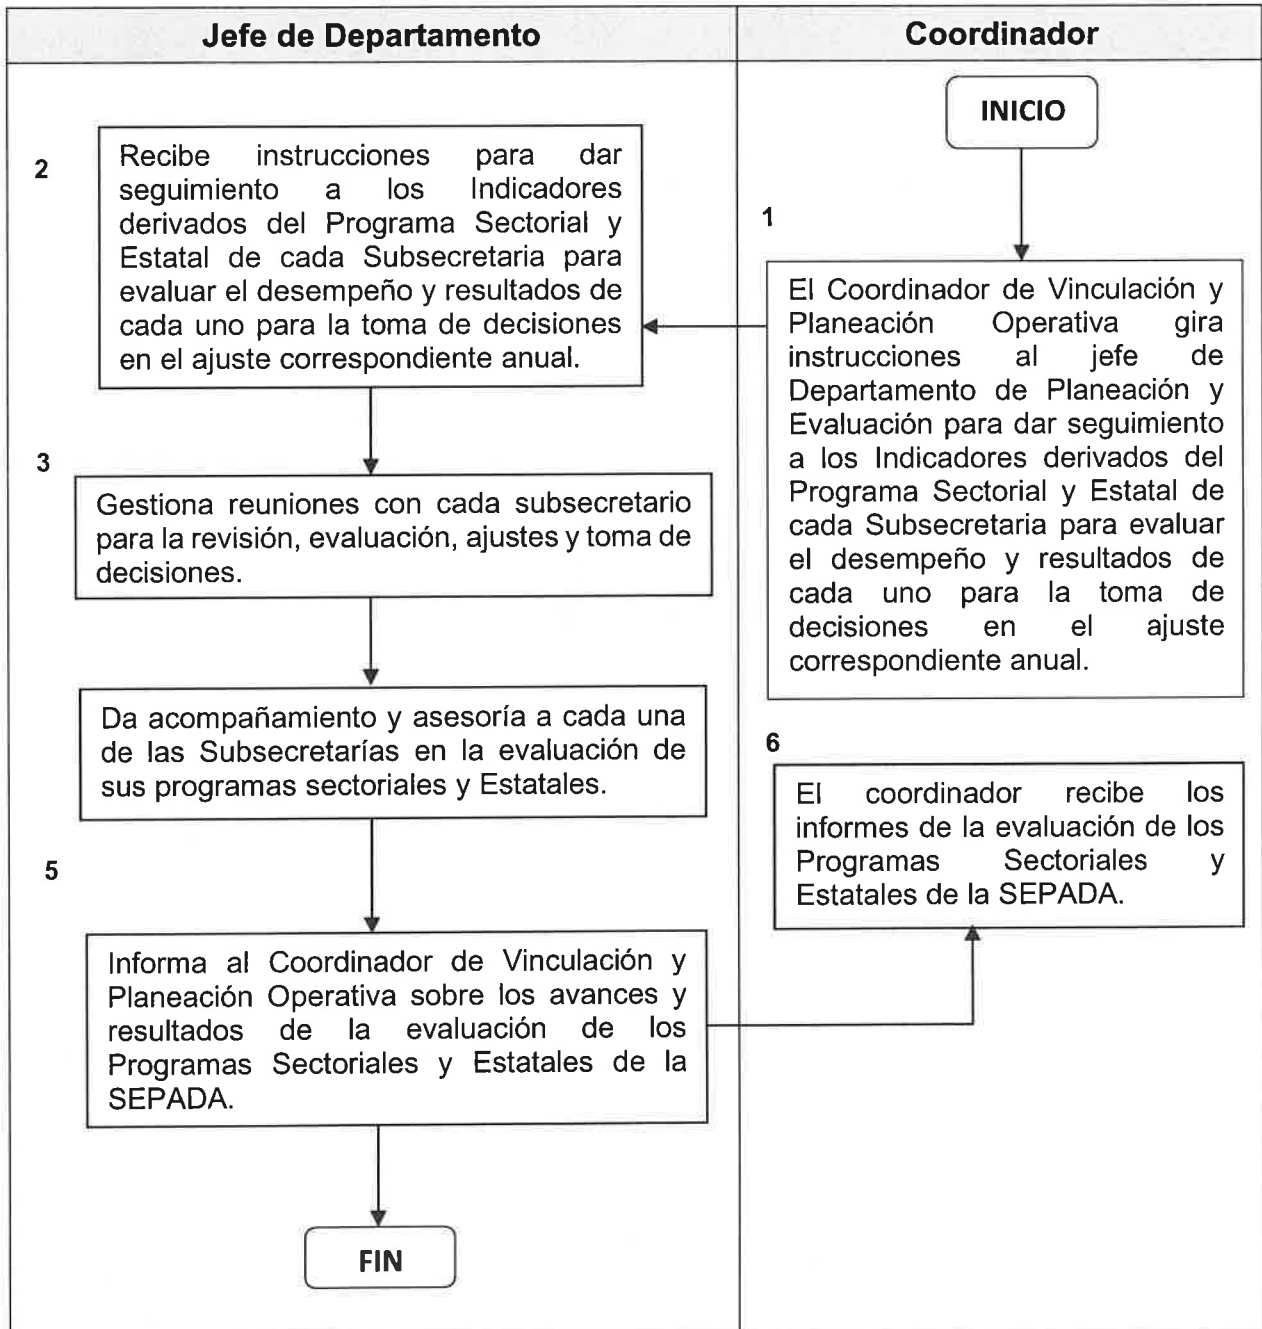 Jefe de Departamento
Coordinador
INICIO
1
El Coordinador de Vinculación y
Planeación Operativa gira
instrucciones al jefe de
Departamento de Planeación y
Evaluación para dar seguimiento
a los Indicadores derivados del
Programa Sectorial y Estatal de
cada Subsecretaria para evaluar
el desempeño y resultados de
cada uno para la toma de
decisiones en el ajuste
correspondiente anual.
2
Recibe instrucciones para dar
seguimiento a los Indicadores
derivados del Programa Sectorial y
Estatal de cada Subsecretaria para
evaluar el desempeño y resultados de
cada uno para la toma de decisiones
en el ajuste correspondiente anual.
3
Gestiona reuniones con cada subsecretario
para la revisión, evaluación, ajustes y toma de
decisiones.
Da acompañamiento y asesoría a cada una
de las Subsecretarías en la evaluación de
sus programas sectoriales y Estatales.
5
Informa al Coordinador de Vinculación y
Planeación Operativa sobre los avances y
resultados de la evaluación de los
Programas Sectoriales y Estatales de la
SEPADA.
6
El coordinador recibe los
informes de la evaluación de los
Programas Sectoriales y
Estatales de la SEPADA.
FIN